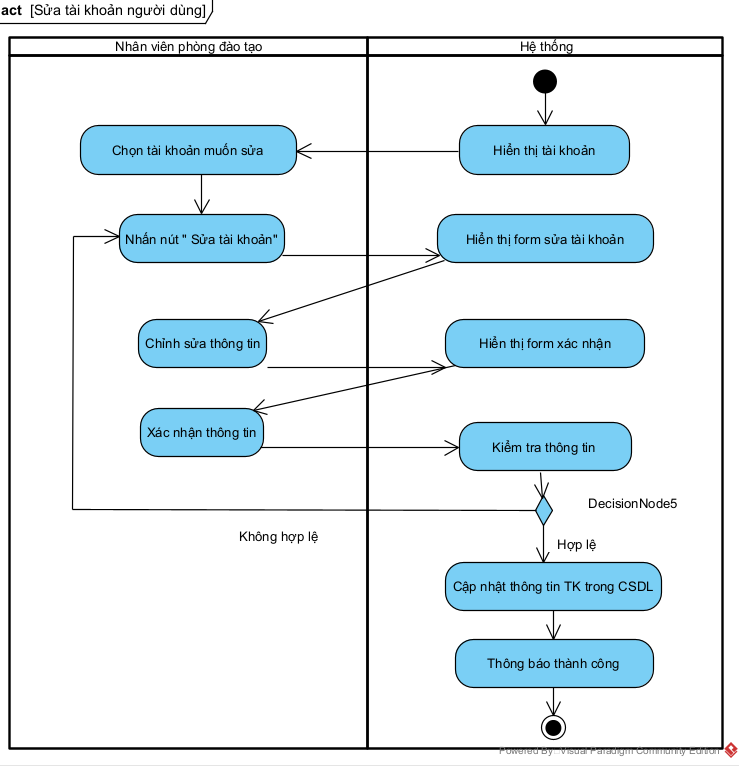 act [Sửa tài khoản người dùng]
Nhân viên phòng đào tạo
Hệ thống
Chọn tài khoản muốn sửa
Hiển thị tài khoản
Nhấn nút " Sửa tài khoản"
Hiển thị form sửa tài khoản
Chỉnh sửa thông tin
Hiển thị form xác nhận
Xác nhận thông tin
Kiểm tra thông tin
DecisionNode5
Không hợp lệ
Hợp lệ
Cập nhật thông tin TK trong CSDL
Thông báo thành công
Powered By Visual Paradigm Community Edition